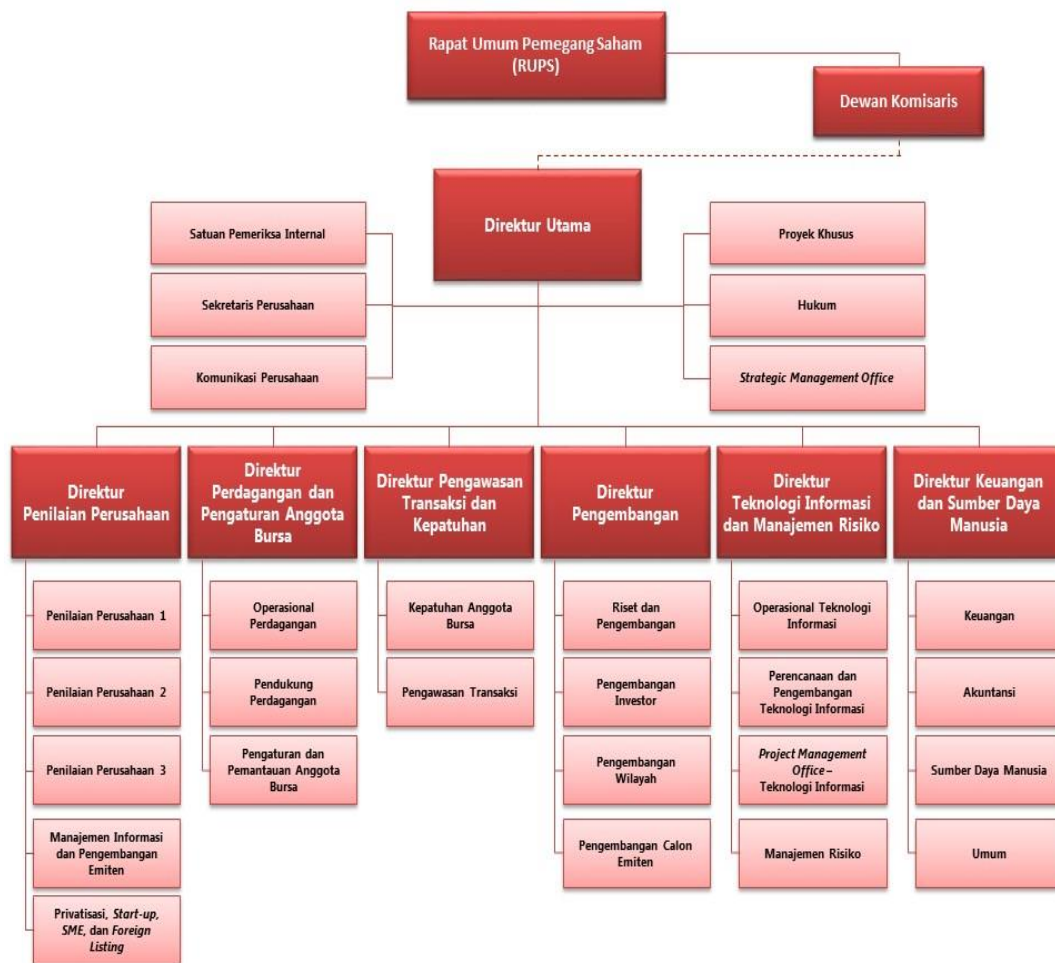 Rapat Umum Pemegang Saham
(RUPS)
Dewan Komisaris
Direktur Utama
Satuan Pemeriksa Internal
Sekretaris Perusahaan
Komunikasi Perusahaan
Proyek Khusus
Hukum
Strategic Management Office
Direktur
Penilaian Perusahaan
Direktur
Perdagangan dan
Pengaturan Anggota
Bursa
Direktur Pengawasan
Transaksi dan
Kepatuhan
Direktur
Pengembangan
Direktur
Teknologi Informasi
dan Manajemen Risiko
Direktur Keuangan
dan Sumber Daya
Manusia
Penilaian Perusahaan 1
Penilaian Perusahaan 2
Penilaian Perusahaan 3
Manajemen Informasi
dan Pengembangan
Emiten
Privatisasi, Start-up,
SME, dan Foreign
Listing
Operasional
Perdagangan
Pendukung
Perdagangan
Pengaturan dan
Pemantauan Anggota
Bursa
Kepatuhan Anggota
Bursa
Pengawasan Transaksi
Riset dan
Pengembangan
Pengembangan
Investor
Pengembangan
Wilayah
Pengembangan Calon
Emiten
Operasional Teknologi
Informasi
Perencanaan dan
Pengembangan
Teknologi Informasi
Project Management
Office –
Teknologi Informasi
Manajemen Risiko
Keuangan
Akuntansi
Sumber Daya Manusia
Umum